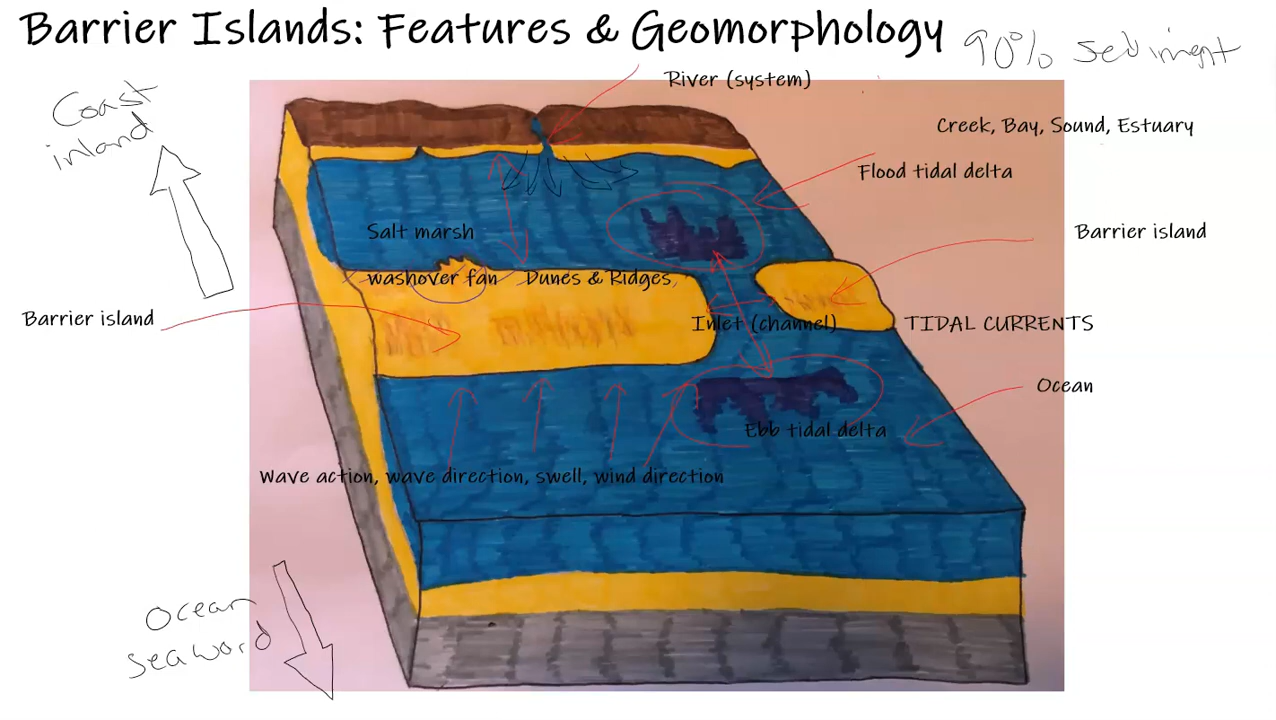 Barrier Islands: Features & Geomorphology
90% sediment
River (system)
Coast
inland
Creek, Bay, Sound, Estuary
Flood tidal delta
Salt marsh
Barrier island
washover fan
Dunes & Ridges,
Barrier island
Inlet (channel)
TIDAL CURRENTS
Ocean
Ebb tidal delta
Wave action, wave direction, swell, wind direction
Ocean
seaward